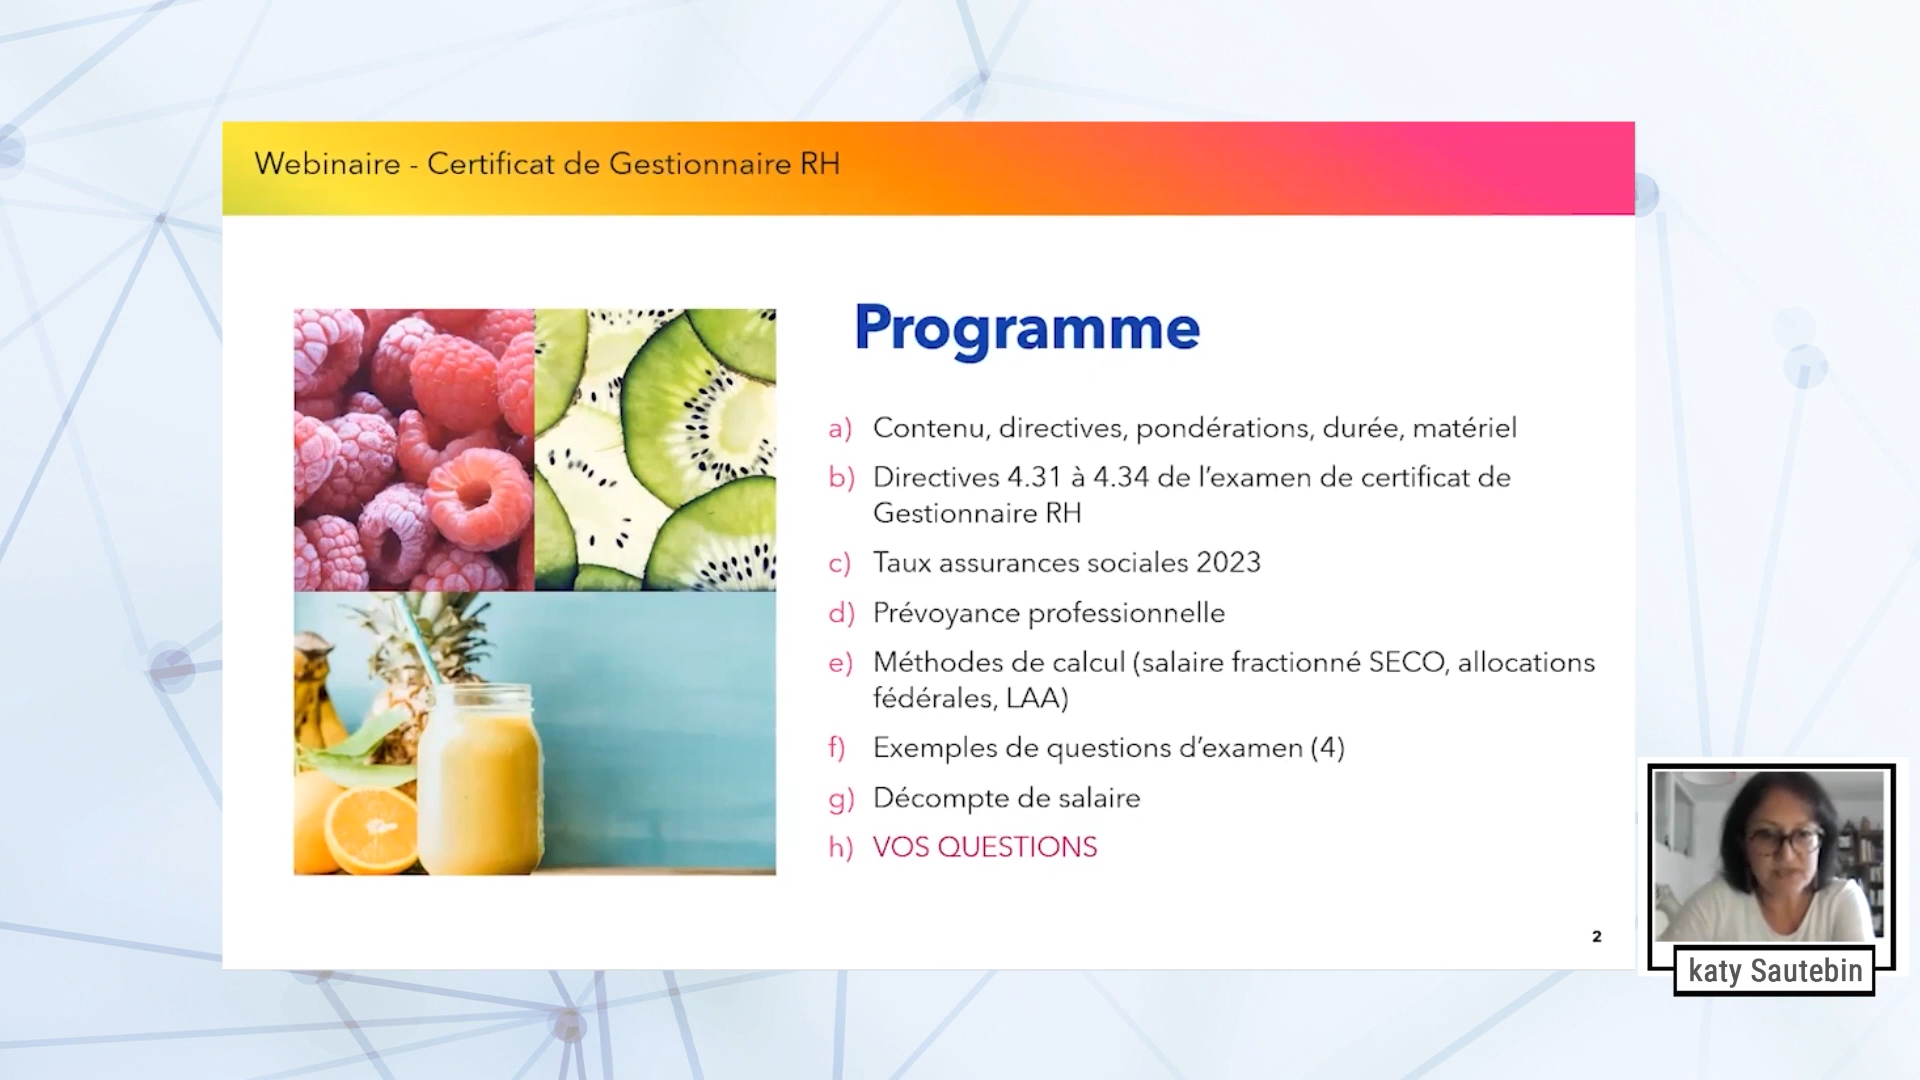 Webinaire - Certificat de Gestionnaire RH
Programme
a) Contenu, directives, pondérations, durée, matériel
b) Directives 4.31 à 4.34 de l'examen de certificat de
Gestionnaire RH
c) Taux assurances sociales 2023
d) Prévoyance professionnelle
e) Méthodes de calcul (salaire fractionné SECO, allocations
fédérales, LAA)
f) Exemples de questions d'examen (4)
g) Décompte de salaire
h) VOS QUESTIONS
2
katy Sautebin